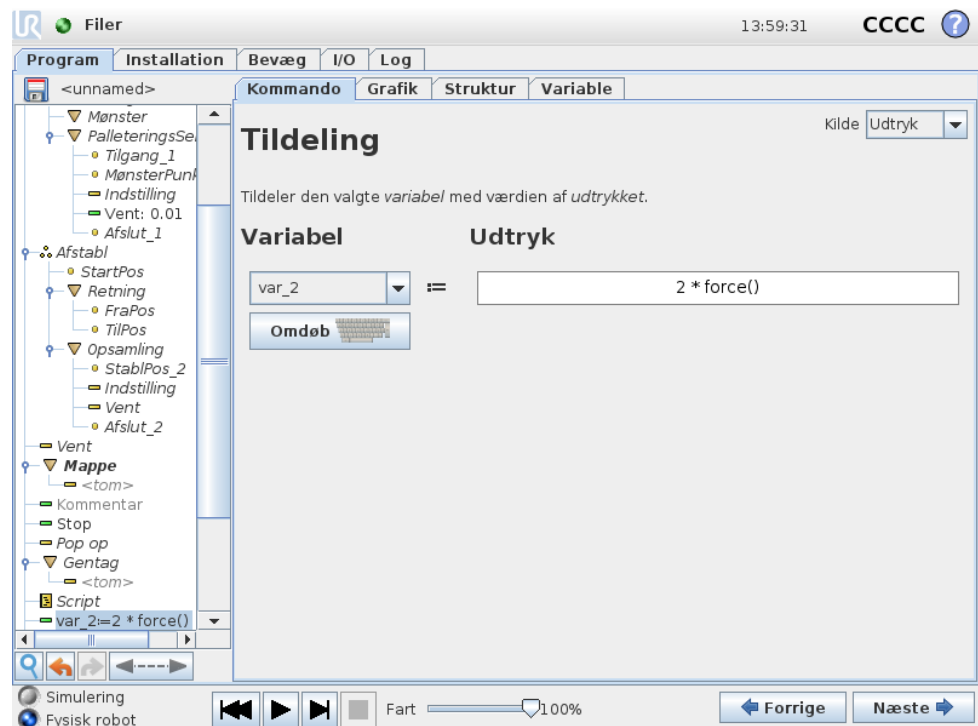 UR Filer 13:59:31 CCCC ?
Program Installation Bevæg I/O Log
<unnamed>
Kommando Grafik Struktur Variable
Mønster
PalleteringsSe
Tilgang_1
MønsterPunk
Indstilling
Vent: 0.01
Afslut_1
Afstabl
StartPos
Retning
FraPos
TilPos
Opsamling
StablPos_2
Indstilling
Vent
Afslut_2
Vent
Mappe
<tom>
Kommentar
Stop
Pop op
Gentag
<tom>
Script
var_2:=2 * force()
Tildeling
Kilde Udtryk
Tildeler den valgte variabel med værdien af udtrykket.
Variabel Udtryk
var_2 := 2 * force()
Omdøb
Simulering
Fysisk robot
Fart 100%
Forrige Næste